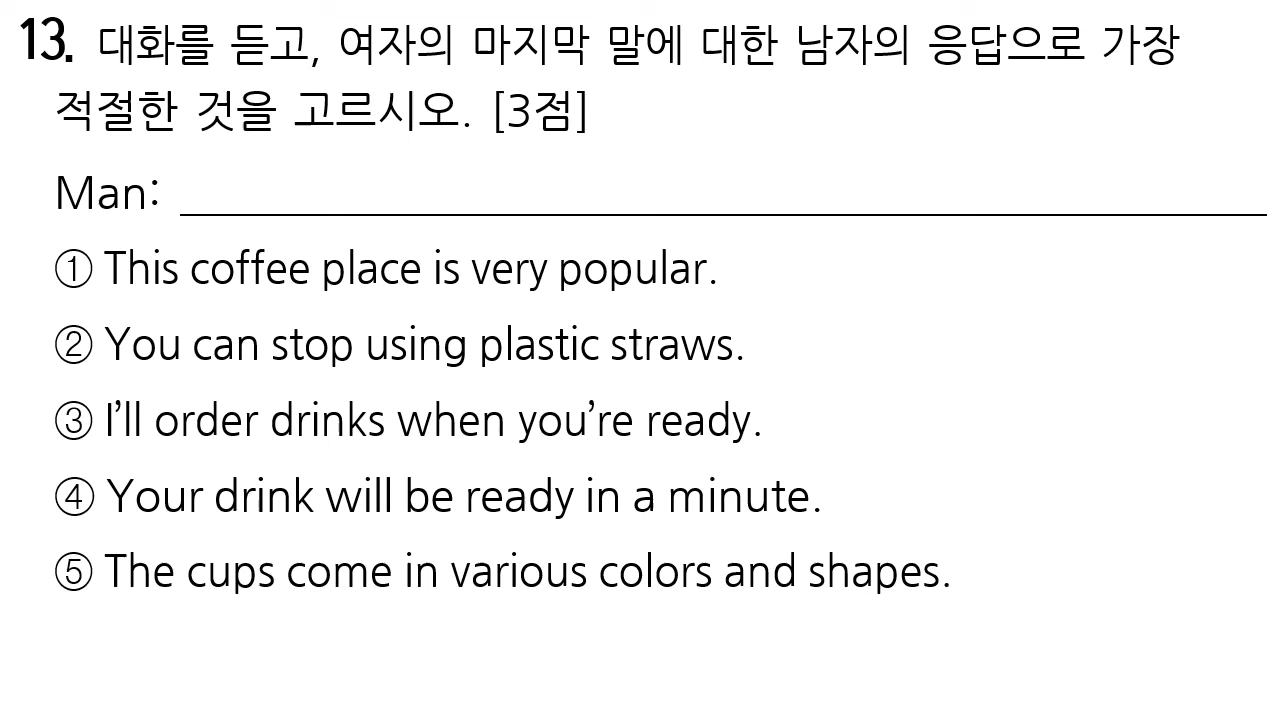 13. 대화를 듣고, 여자의 마지막 말에 대한 남자의 응답으로 가장
적절한 것을 고르시오. [3점]
Man:
① This coffee place is very popular.
② You can stop using plastic straws.
③ I’ll order drinks when you’re ready.
④ Your drink will be ready in a minute.
⑤ The cups come in various colors and shapes.